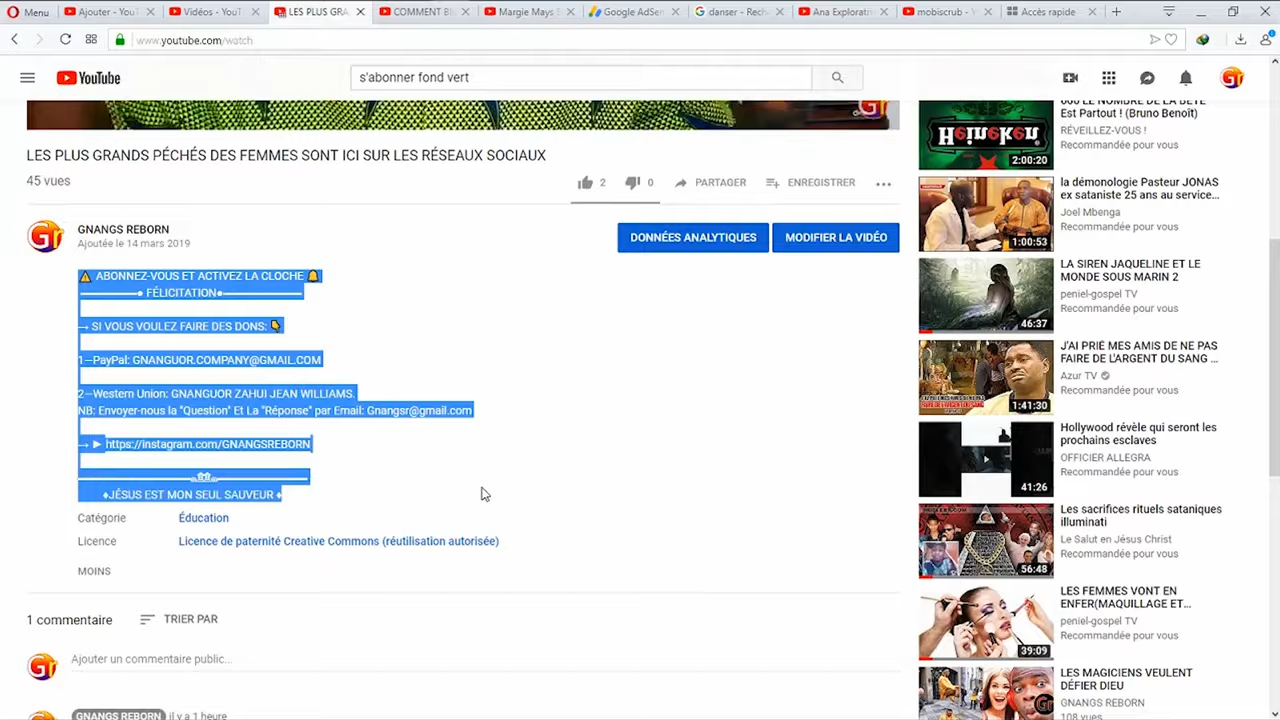 Menu
Ajouter - YouT
Vidéos - YouT
LES PLUS GRA
COMMENT BI
Margie Mays B
Google AdSen
danser - Rech
Ana Exploratri
mobiscrub - V
Accès rapide
www.youtube.com/watch
YouTube
s'abonner fond vert
Gr
LES PLUS GRANDS PÉCHÉS DES FEMMES SONT ICI SUR LES RÉSEAUX SOCIAUX
45 vues
2
0
PARTAGER
ENREGISTRER
GNANGS REBORN
Ajoutée le 14 mars 2019
DONNÉES ANALYTIQUES
MODIFIER LA VIDÉO
⚠ ABONNEZ-VOUS ET ACTIVEZ LA CLOCHE 🔔
FÉLICITATION
→ SI VOUS VOULEZ FAIRE DES DONS: 👇
1—PayPal: GNANGUOR.COMPANY@GMAIL.COM
2—Western Union: GNANGUOR ZAHUI JEAN WILLIAMS.
NB: Envoyer-nous la "Question" Et La "Réponse" par Email: Gnangsr@gmail.com
→ ► https://instagram.com/GNANGSREBORN
♦JÉSUS EST MON SEUL SAUVEUR ♦
Catégorie
Éducation
Licence
Licence de paternité Creative Commons (réutilisation autorisée)
MOINS
1 commentaire
TRIER PAR
Ajouter un commentaire public...
GNANGS REBORN il y a 1 heure
666 LE NOMBRE DE LA BÊTE
Est Partout ! (Bruno Benoît)
RÉVEILLEZ-VOUS !
Recommandée pour vous
Heineken
2:00:20
la démonologie Pasteur JONAS
ex sataniste 25 ans au service...
Joel Mbenga
Recommandée pour vous
1:00:53
LA SIREN JAQUELINE ET LE
MONDE SOUS MARIN 2
peniel-gospel TV
Recommandée pour vous
46:37
J'AI PRIÉ MES AMIS DE NE PAS
FAIRE DE L'ARGENT DU SANG ...
Azur TV
Recommandée pour vous
1:41:30
Hollywood révèle qui seront les
prochains esclaves
OFFICIER ALLEGRA
Recommandée pour vous
41:26
Les sacrifices rituels sataniques
illuminati
Le Salut en Jésus Christ
Recommandée pour vous
56:48
LES FEMMES VONT EN
ENFER(MAQUILLAGE ET...
peniel-gospel TV
Recommandée pour vous
39:09
LES MAGICIENS VEULENT
DÉFIER DIEU
GNANGS REBORN
108 vues